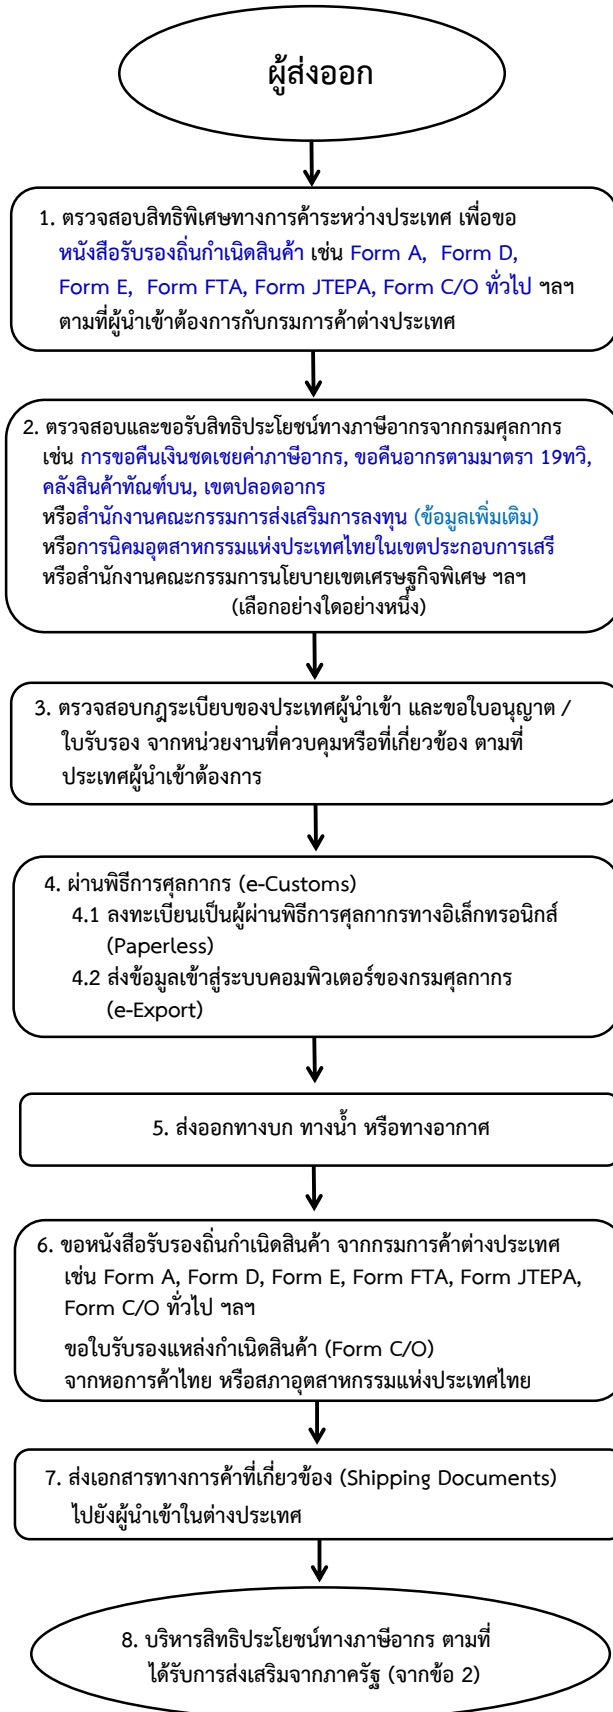 ผู้ส่งออก
1. ตรวจสอบสิทธิพิเศษทางการค้าระหว่างประเทศ เพื่อขอ
หนังสือรับรองถิ่นกำเนิดสินค้า เช่น Form A, Form D,
Form E, Form FTA, Form JTEPA, Form C/O ทั่วไป ฯลฯ
ตามที่ผู้นำเข้าต้องการกับกรมการค้าต่างประเทศ
2. ตรวจสอบและขอรับสิทธิประโยชน์ทางภาษีอากรจากกรมศุลกากร
เช่น การขอคืนเงินชดเชยค่าภาษีอากร, ขอคืนอากรตามมาตรา 19ทวิ,
คลังสินค้าทัณฑ์บน, เขตปลอดอากร
หรือสำนักงานคณะกรรมการส่งเสริมการลงทุน (ข้อมูลเพิ่มเติม)
หรือการนิคมอุตสาหกรรมแห่งประเทศไทยในเขตประกอบการเสรี
หรือสำนักงานคณะกรรมการนโยบายเขตเศรษฐกิจพิเศษ ฯลฯ
(เลือกอย่างใดอย่างหนึ่ง)
3. ตรวจสอบกฎระเบียบของประเทศผู้นำเข้า และขอใบอนุญาต /
ใบรับรอง จากหน่วยงานที่ควบคุมหรือที่เกี่ยวข้อง ตามที่
ประเทศผู้นำเข้าต้องการ
4. ผ่านพิธีการศุลกากร (e-Customs)
4.1 ลงทะเบียนเป็นผู้ผ่านพิธีการศุลกากรทางอิเล็กทรอนิกส์
(Paperless)
4.2 ส่งข้อมูลเข้าสู่ระบบคอมพิวเตอร์ของกรมศุลกากร
(e-Export)
5. ส่งออกทางบก ทางน้ำ หรือทางอากาศ
6. ขอหนังสือรับรองถิ่นกำเนิดสินค้า จากกรมการค้าต่างประเทศ
เช่น Form A, Form D, Form E, Form FTA, Form JTEPA,
Form C/O ทั่วไป ฯลฯ
ขอใบรับรองแหล่งกำเนิดสินค้า (Form C/O)
จากหอการค้าไทย หรือสภาอุตสาหกรรมแห่งประเทศไทย
7. ส่งเอกสารทางการค้าที่เกี่ยวข้อง (Shipping Documents)
ไปยังผู้นำเข้าในต่างประเทศ
8. บริหารสิทธิประโยชน์ทางภาษีอากร ตามที่
ได้รับการส่งเสริมจากภาครัฐ (จากข้อ 2)